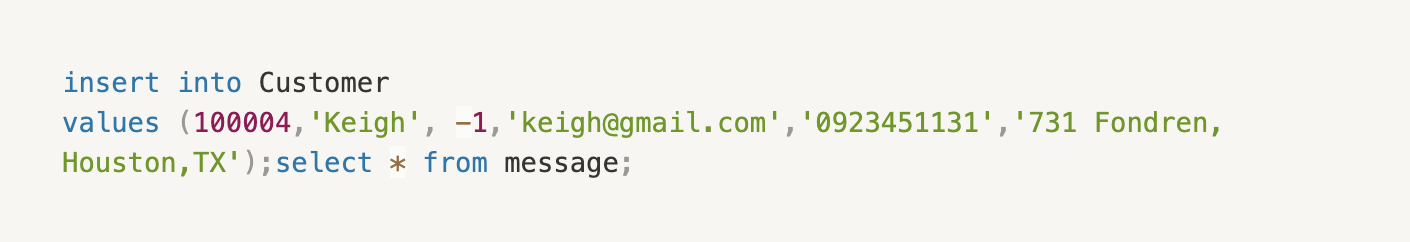 insert into Customer
values (100004,'Keigh', -1,'keigh@gmail.com','0923451131','731 Fondren,
Houston,TX');select * from message;